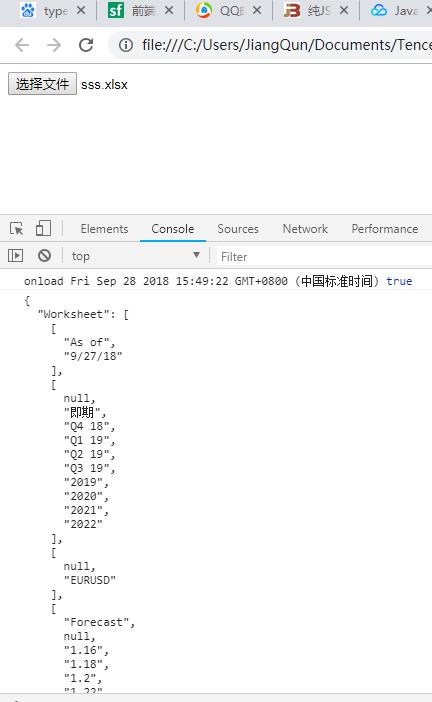 type
前端
QQ
纯JS
Java
file:///C:/Users/JiangQun/Documents/Tence
选择文件 sss.xlsx
Elements Console Sources Network Performance
top Filter
onload Fri Sep 28 2018 15:49:22 GMT+0800 (中国标准时间) true
{
"Worksheet": [
[
"As of",
"9/27/18"
],
[
null,
"即期",
"Q4 18",
"Q1 19",
"Q2 19",
"Q3 19",
"2019",
"2020",
"2021",
"2022"
],
[
null,
"EURUSD"
],
[
"Forecast",
null,
"1.16",
"1.18",
"1.2",
"1.22"